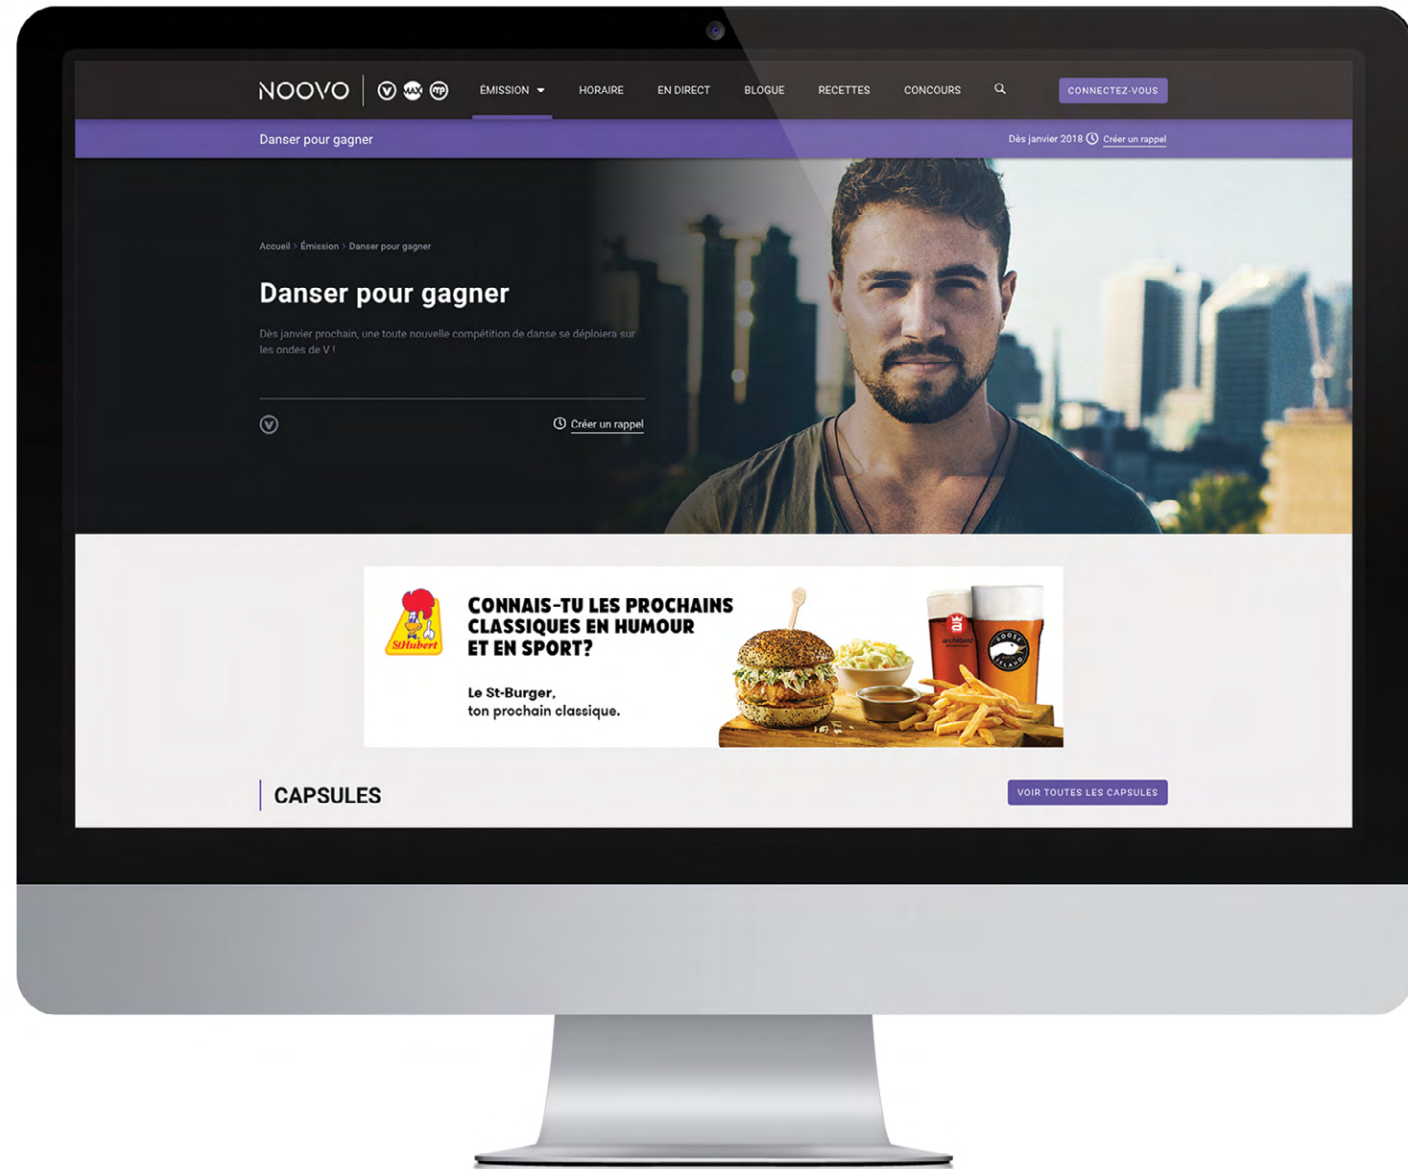 NOOVO V MAX mp ÉMISSION HORAIRE EN DIRECT BLOGUE RECETTES CONCOURS CONNECTEZ-VOUS
Danser pour gagner
Dès janvier 2018 Créer un rappel
Accueil > Émission > Danser pour gagner
Danser pour gagner
Dès janvier prochain, une toute nouvelle compétition de danse se déploiera sur
les ondes de V !
V
Créer un rappel
St-Hubert
CONNAIS-TU LES PROCHAINS
CLASSIQUES EN HUMOUR
ET EN SPORT?
Le St-Burger,
ton prochain classique.
a
archibald
GOOSE
ISLAND
CAPSULES
VOIR TOUTES LES CAPSULES